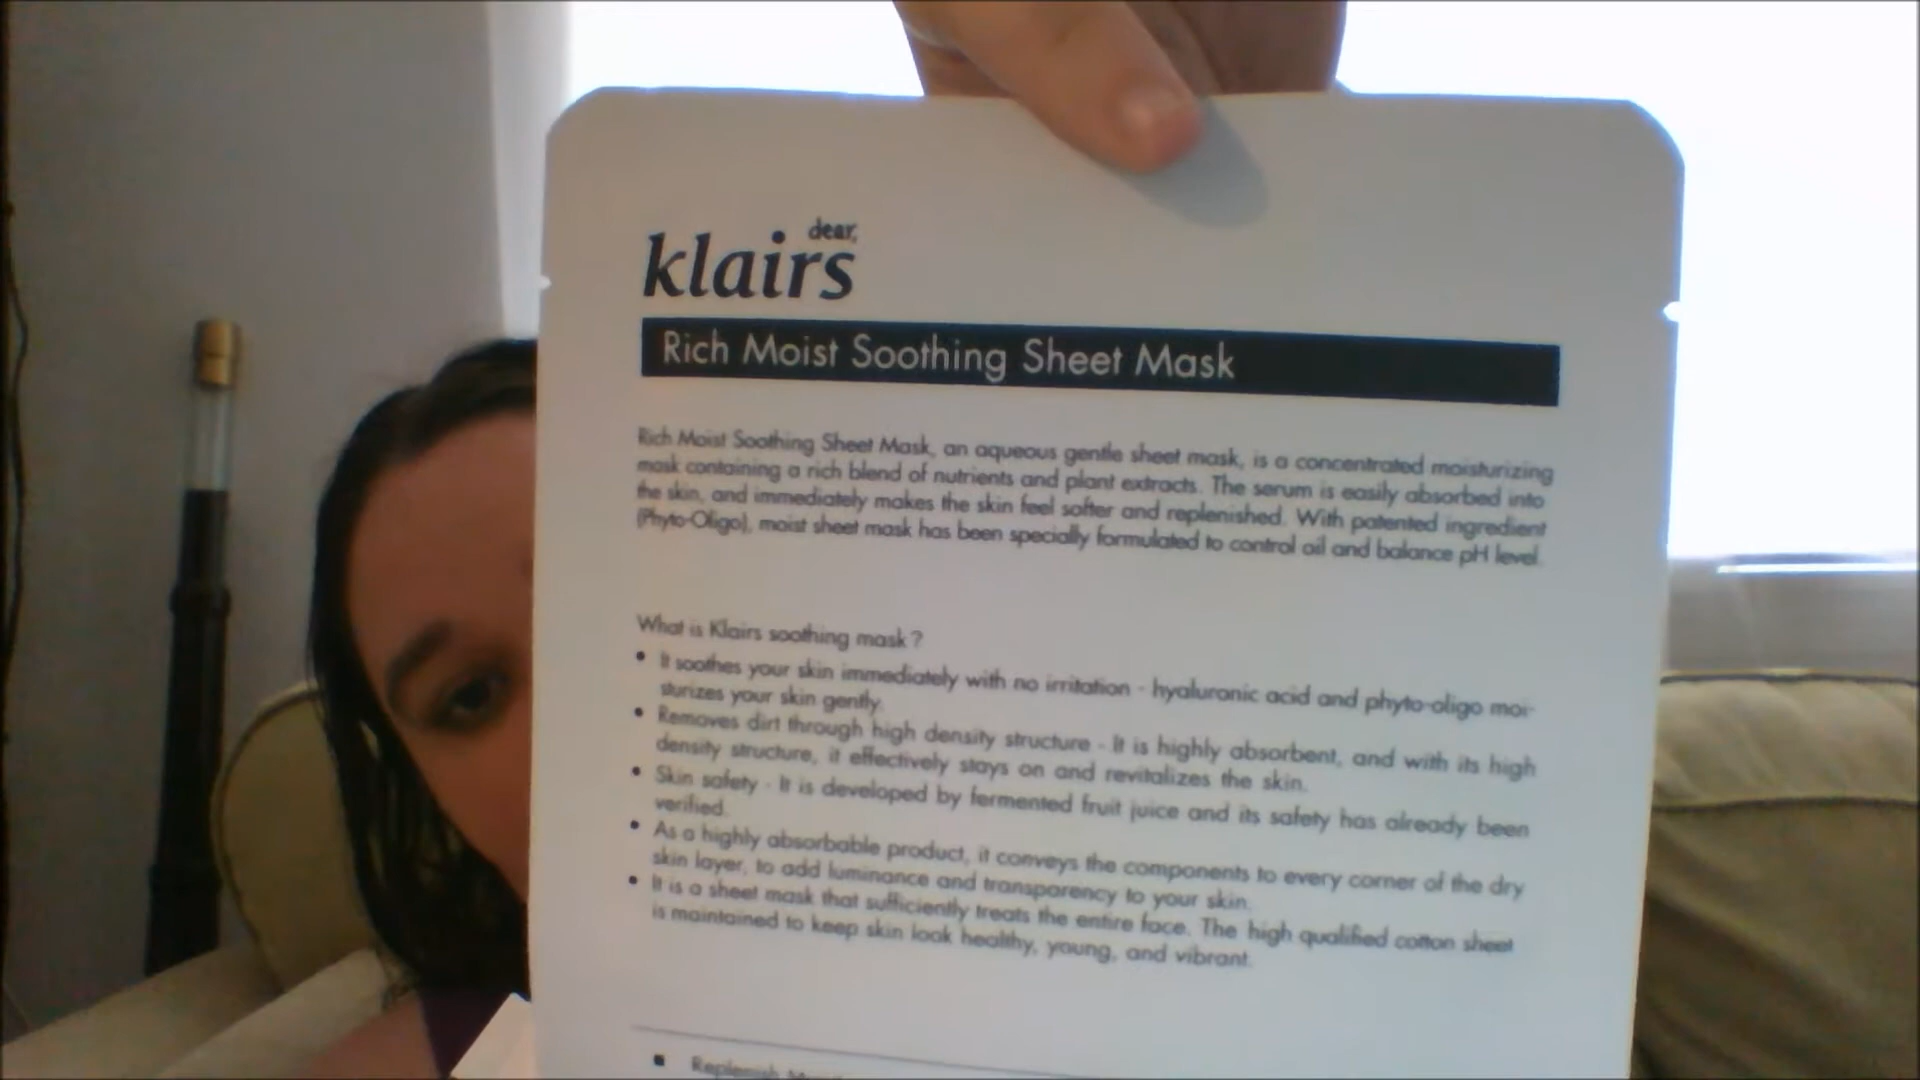 dear,
klairs
Rich Moist Soothing Sheet Mask
Rich Moist Soothing Sheet Mask, an aqueous gentle sheet mask, is a concentrated moisturizing
mask containing a rich blend of nutrients and plant extracts. The serum is easily absorbed into
the skin, and immediately makes the skin feel softer and replenished. With patented ingredient
(Phyto-Oligo), moist sheet mask has been specially formulated to control oil and balance pH level.
What is Klairs soothing mask?
• It soothes your skin immediately with no irritation - hyaluronic acid and phyto-oligo moi-
sturizes your skin gently.
• Removes dirt through high density structure - It is highly absorbent, and with its high
density structure, it effectively stays on and revitalizes the skin.
• Skin safety - It is developed by fermented fruit juice and its safety has already been
verified.
• As a highly absorbable product, it conveys the components to every corner of the dry
skin layer, to add luminance and transparency to your skin.
• It is a sheet mask that sufficiently treats the entire face. The high qualified cotton sheet
is maintained to keep skin look healthy, young, and vibrant.
■ Replenish